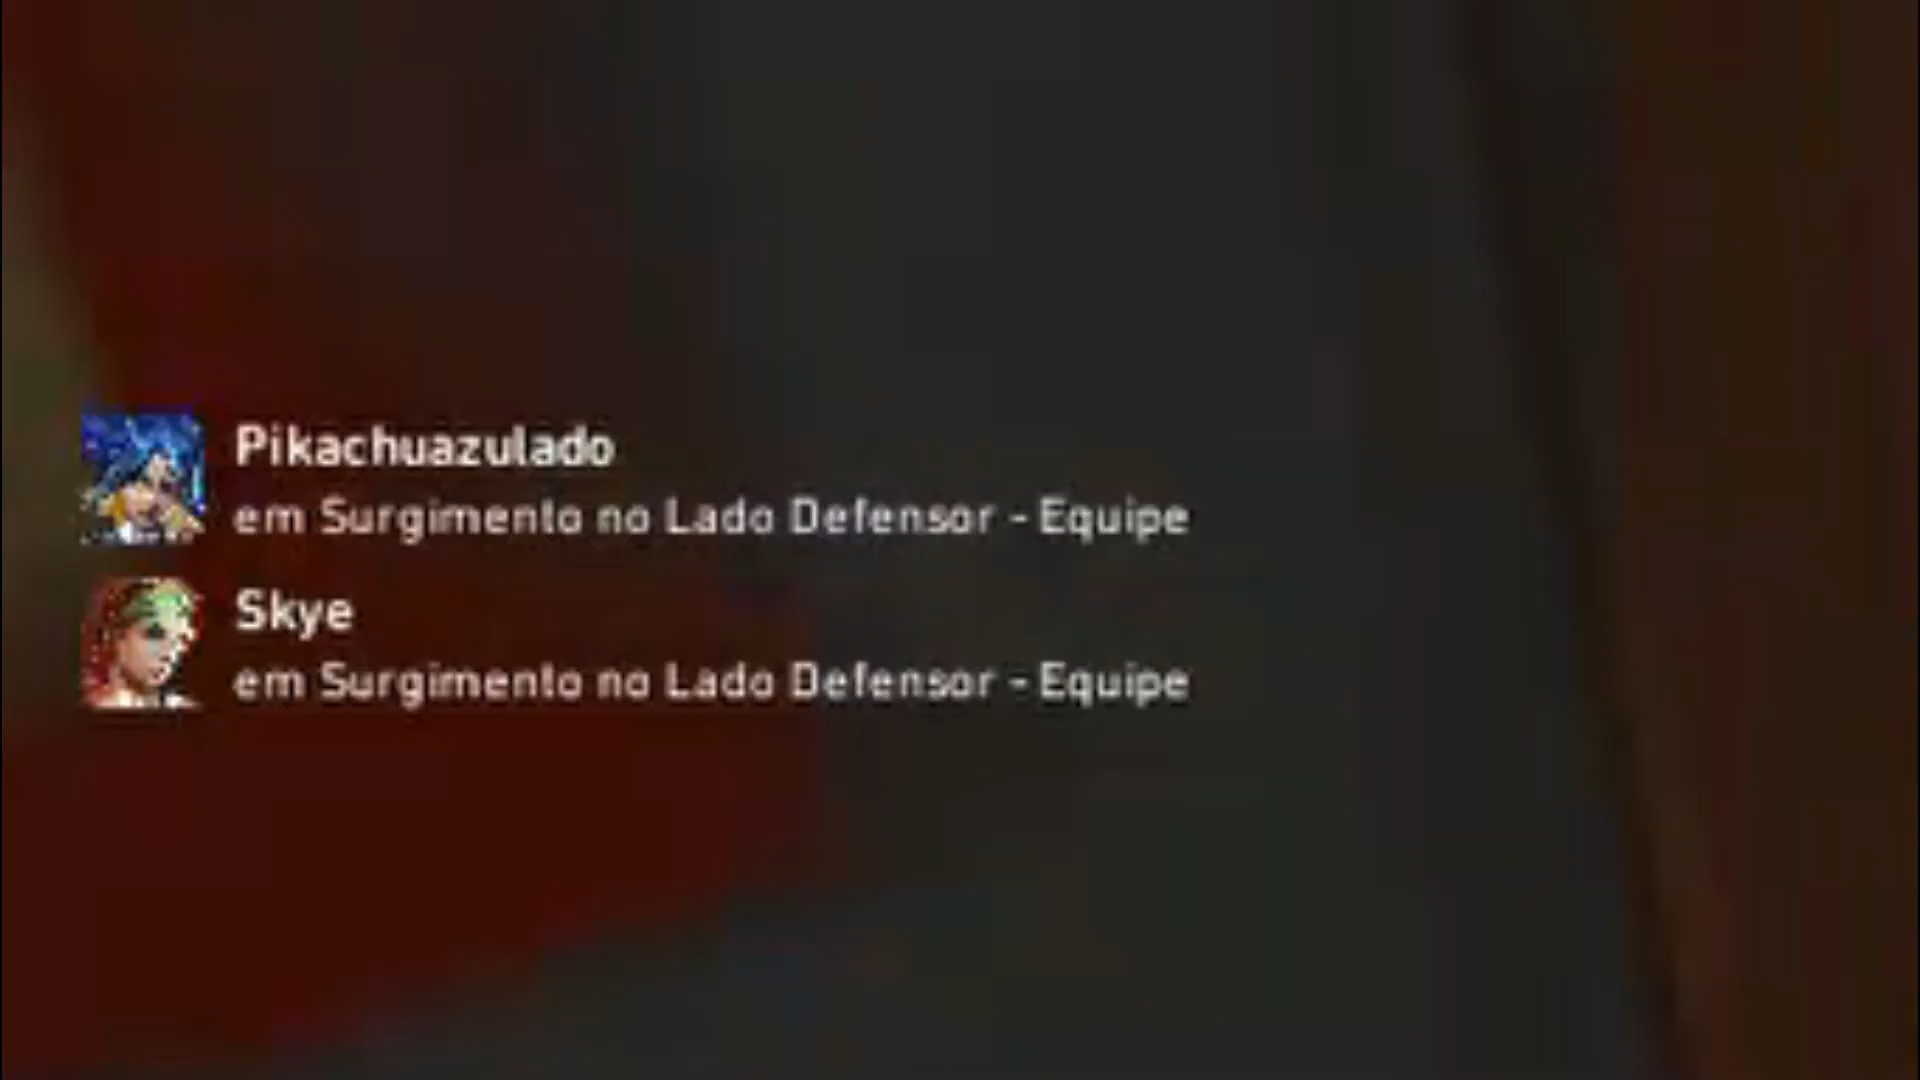 Pikachuazulado
em Surgimento no Lado Defensor - Equipe
Skye
em Surgimento no Lado Defensor - Equipe